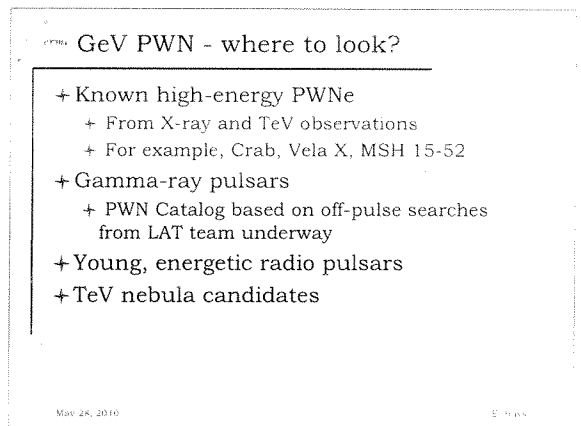 GeV PWN - where to look?
+ Known high-energy PWNe
+ From X-ray and TeV observations
+ For example, Crab, Vela X, MSH 15-52
+ Gamma-ray pulsars
+ PWN Catalog based on off-pulse searches
from LAT team underway
+ Young, energetic radio pulsars
+ TeV nebula candidates
May 28, 2010